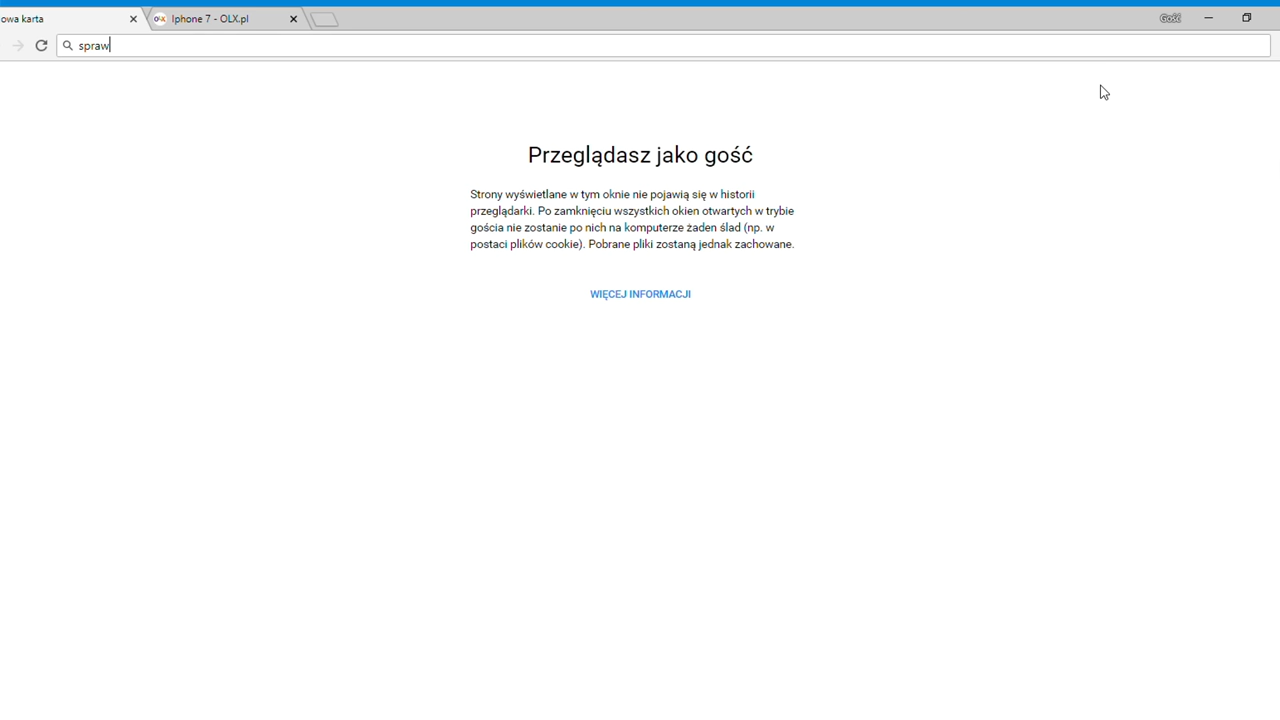 owa karta
OLX Iphone 7 - OLX.pl
Gość
spraw
Przeglądasz jako gość
Strony wyświetlane w tym oknie nie pojawią się w historii
przeglądarki. Po zamknięciu wszystkich okien otwartych w trybie
gościa nie zostanie po nich na komputerze żaden ślad (np. w
postaci plików cookie). Pobrane pliki zostaną jednak zachowane.
WIĘCEJ INFORMACJI